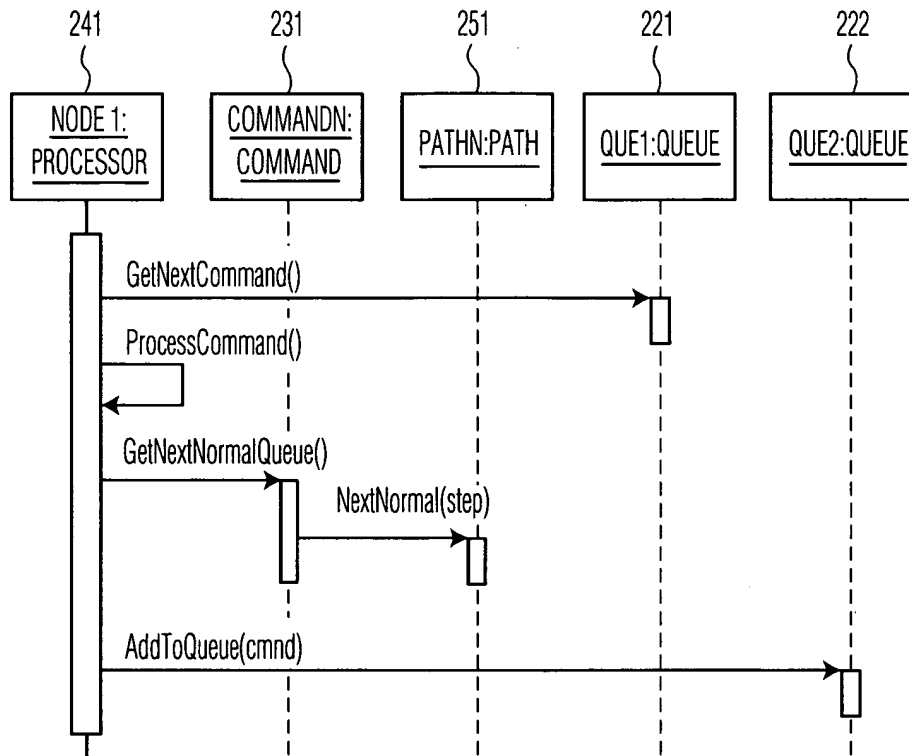 241
231
251
221
222
NODE 1:
PROCESSOR
COMMANDN:
COMMAND
PATHN:PATH
QUE1:QUEUE
QUE2:QUEUE
GetNextCommand()
ProcessCommand()
GetNextNormalQueue()
NextNormal(step)
AddToQueue(cmnd)